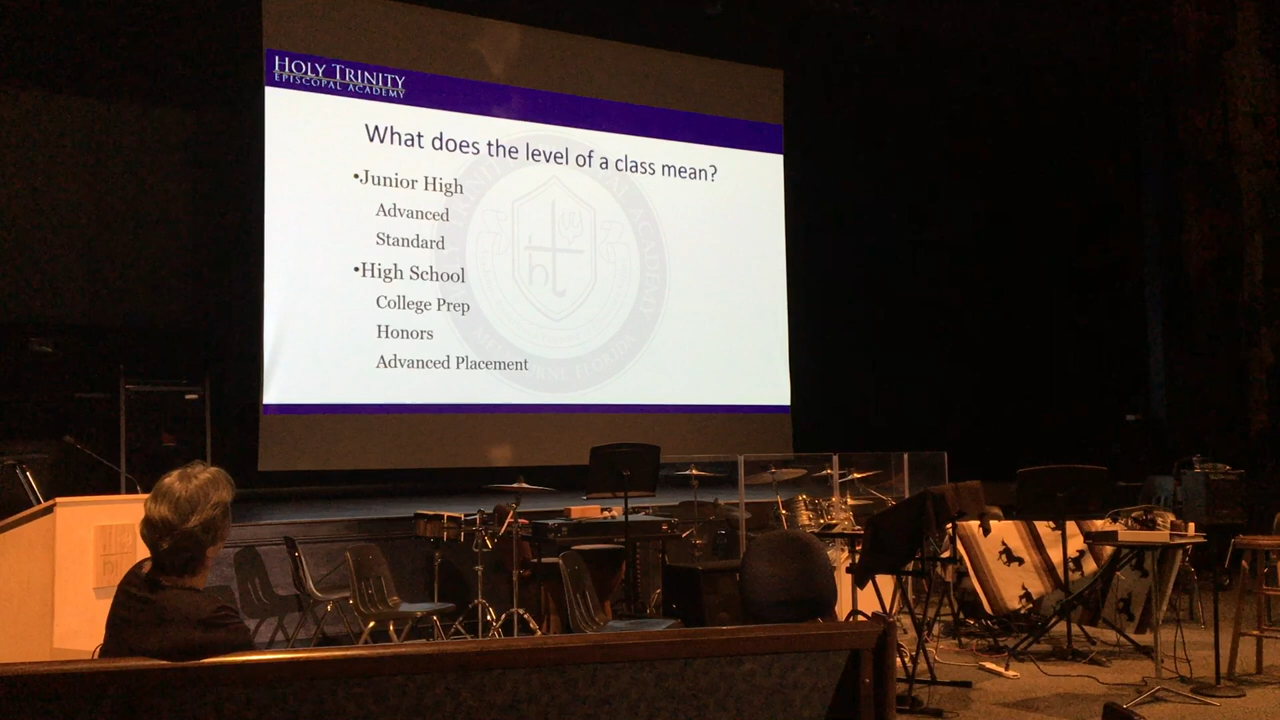 HOLY TRINITY
EPISCOPAL ACADEMY
What does the level of a class mean?
•Junior High
Advanced
Standard
•High School
College Prep
Honors
Advanced Placement